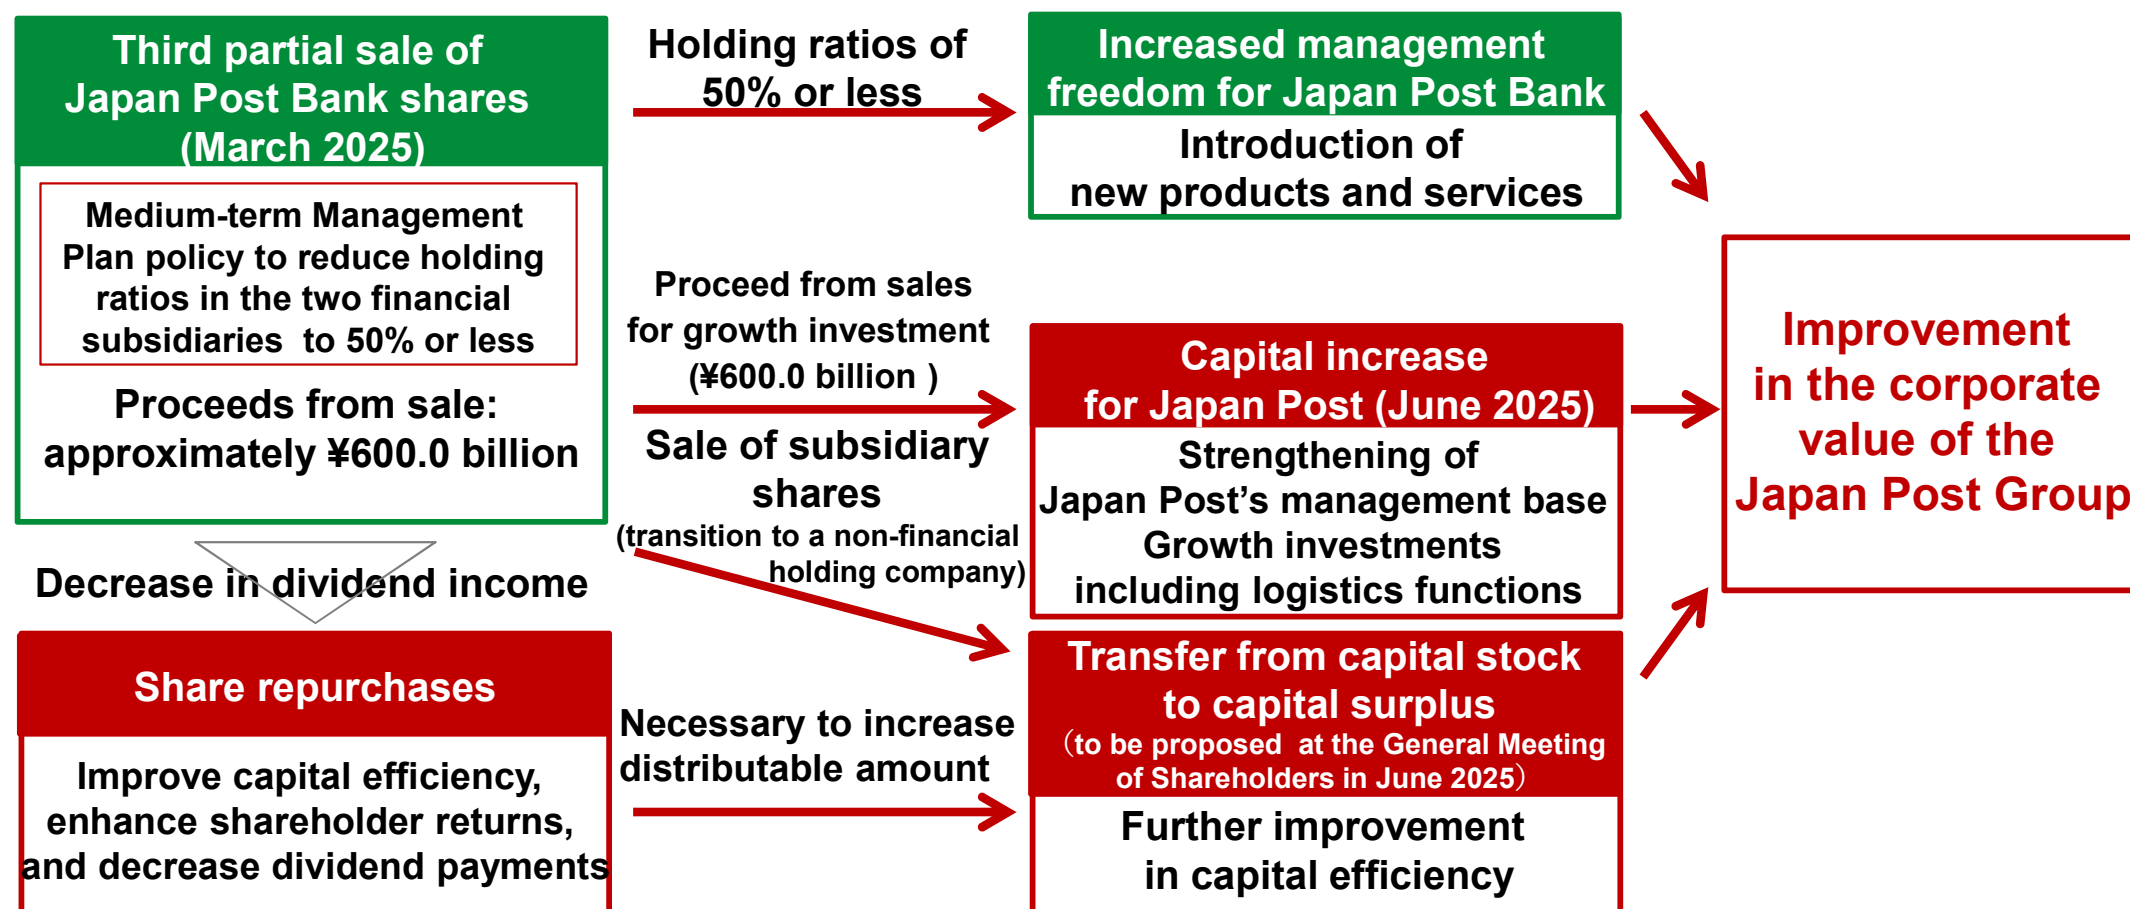 Third partial sale of
Japan Post Bank shares
(March 2025)
Medium-term Management
Plan policy to reduce holding
ratios in the two financial
subsidiaries  to 50% or less
Proceeds from sale:
approximately ¥600.0 billion
Decrease in dividend income
Share repurchases
Improve capital efficiency,
enhance shareholder returns,
and decrease dividend payments
Holding ratios of
50% or less
Proceed from sales
for growth investment
(¥600.0 billion )
Sale of subsidiary
shares
(transition to a non-financial
holding company)
Necessary to increase
distributable amount
Increased management
freedom for Japan Post Bank
Introduction of
new products and services
Capital increase
for Japan Post (June 2025)
Strengthening of
Japan Post’s management base
Growth investments
including logistics functions
Transfer from capital stock
to capital surplus
（to be proposed  at the General Meeting
of Shareholders in June 2025）
Further improvement
in capital efficiency
Improvement
in the corporate
value of the
Japan Post Group